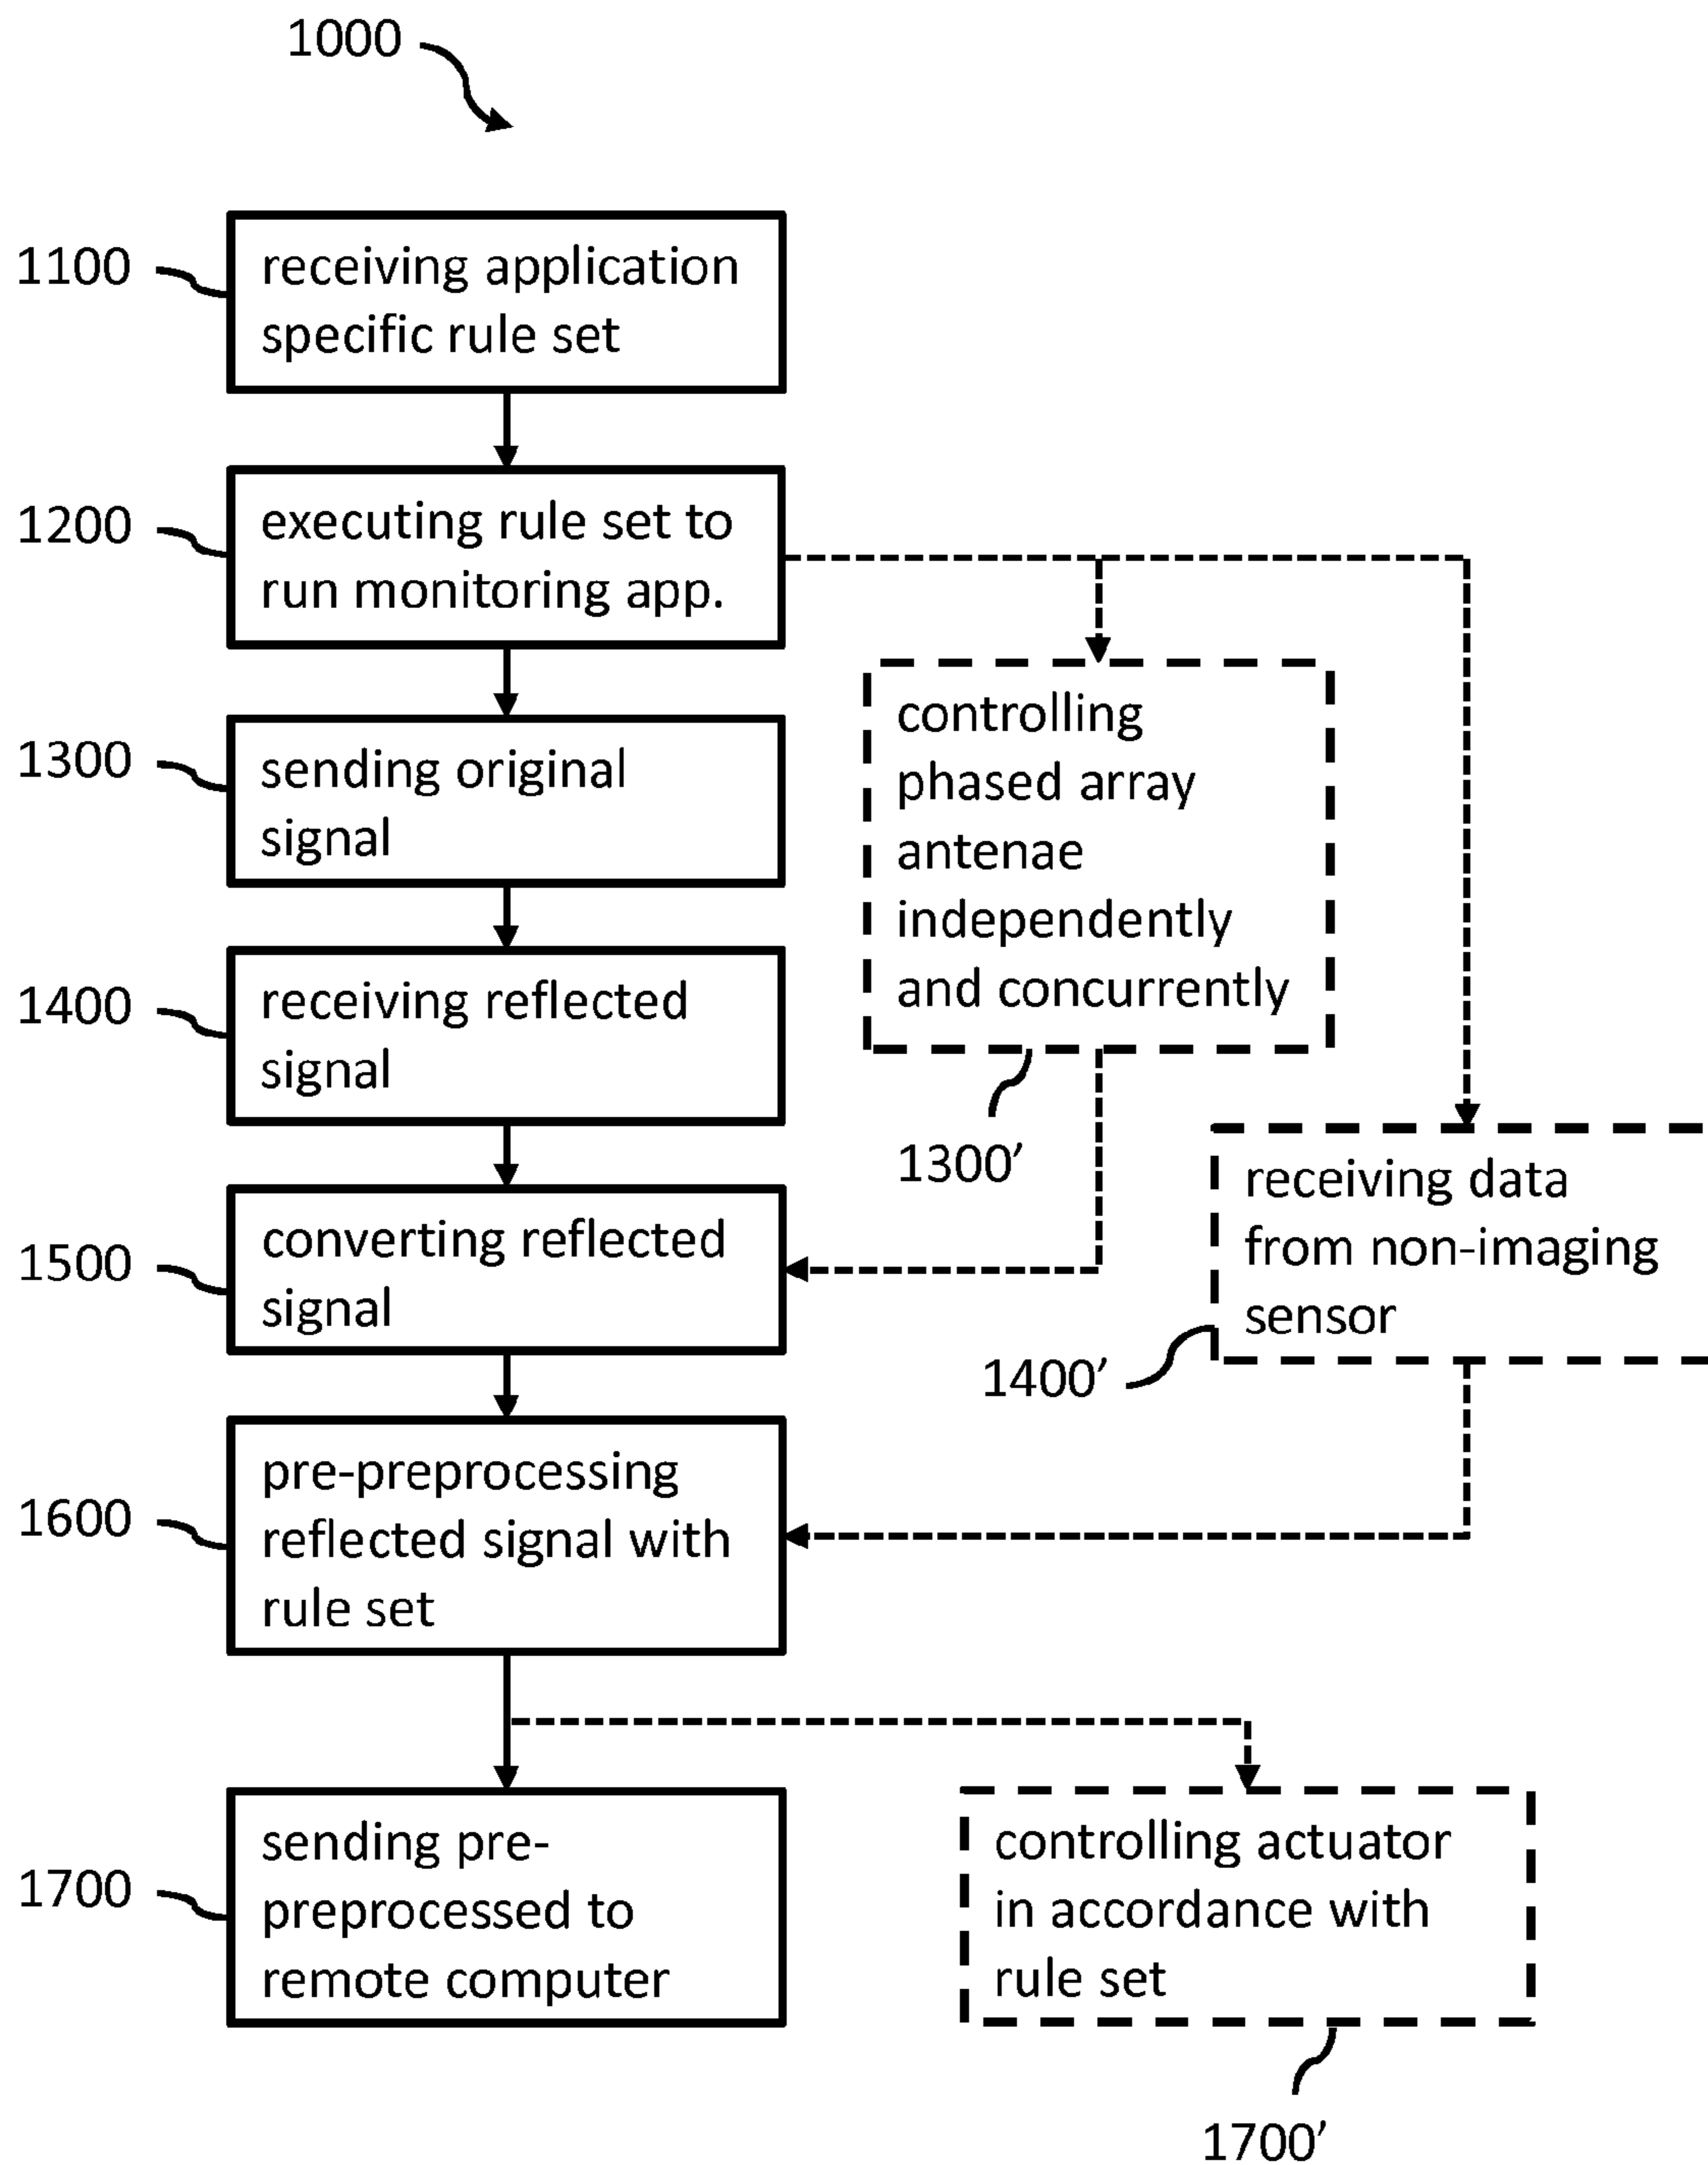 1000
1100
receiving application
specific rule set
1200
executing rule set to
run monitoring app.
1300
sending original
signal
controlling
phased array
antenae
independently
and concurrently
1300’
1400
receiving reflected
signal
receiving data
from non-imaging
sensor
1400’
1500
converting reflected
signal
1600
pre-preprocessing
reflected signal with
rule set
1700
sending pre-
preprocessed to
remote computer
controlling actuator
in accordance with
rule set
1700’